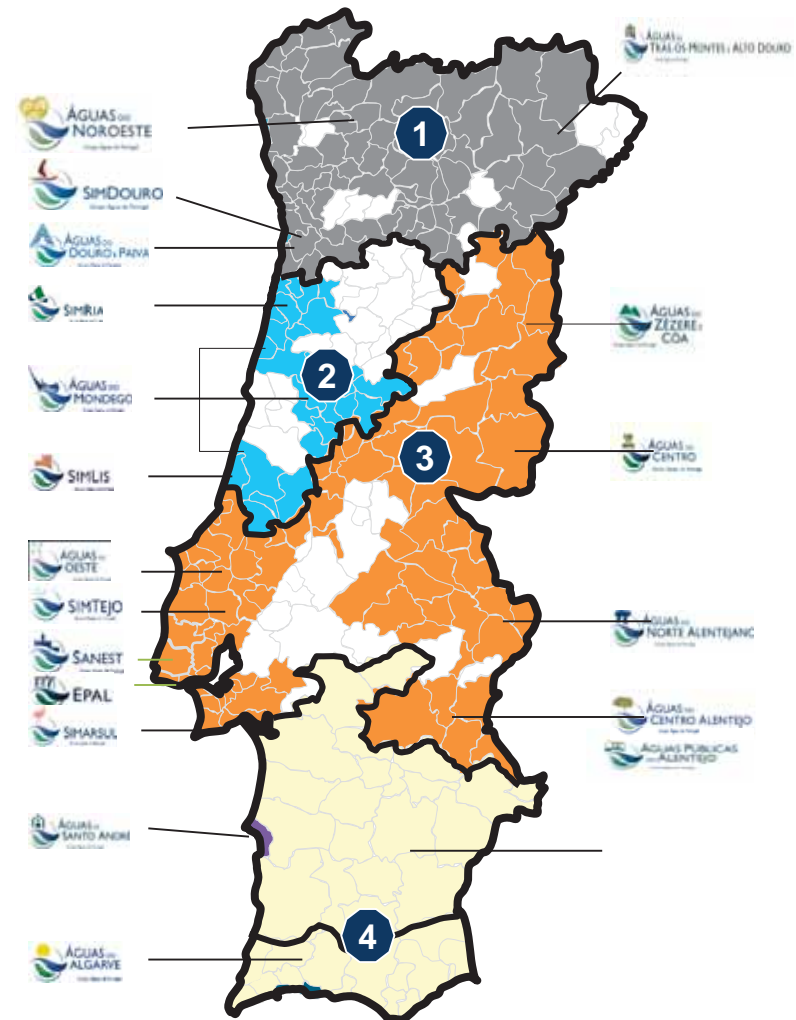 ÁGUAS DE
TRÁS-OS-MONTES E ALTO DOURO
ÁGUAS DO
NOROESTE
1
SIMDOURO
ÁGUAS DO
DOURO E PAIVA
SIMRIA
ÁGUAS DO
ZÊZERE E
CÔA
2
ÁGUAS DO
MONDEGO
3
ÁGUAS DO
CENTRO
SIMLIS
ÁGUAS DO
OESTE
SIMTEJO
ÁGUAS DO
NORTE ALENTEJANO
SANEST
EPAL
ÁGUAS DO
CENTRO ALENTEJO
SIMARSUL
ÁGUAS PÚBLICAS
ALENTEJO
ÁGUAS DE
SANTO ANDRÉ
4
ÁGUAS DO
ALGARVE